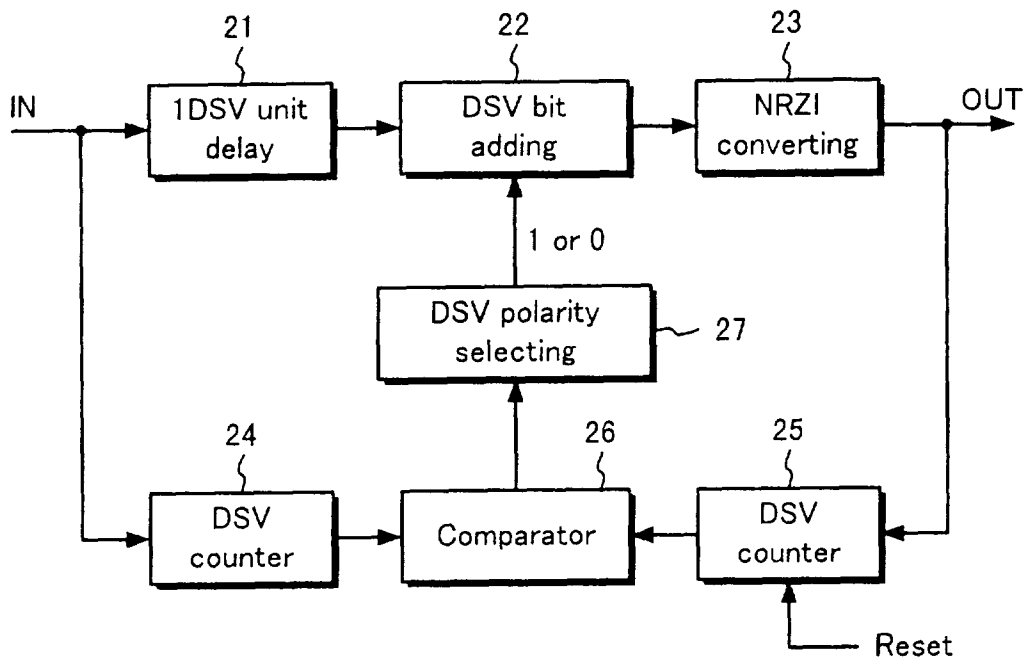 21
22
23
IN
1DSV unit
delay
DSV bit
adding
NRZI
converting
OUT
1 or 0
DSV polarity
selecting
27
24
26
25
DSV
counter
Comparator
DSV
counter
Reset